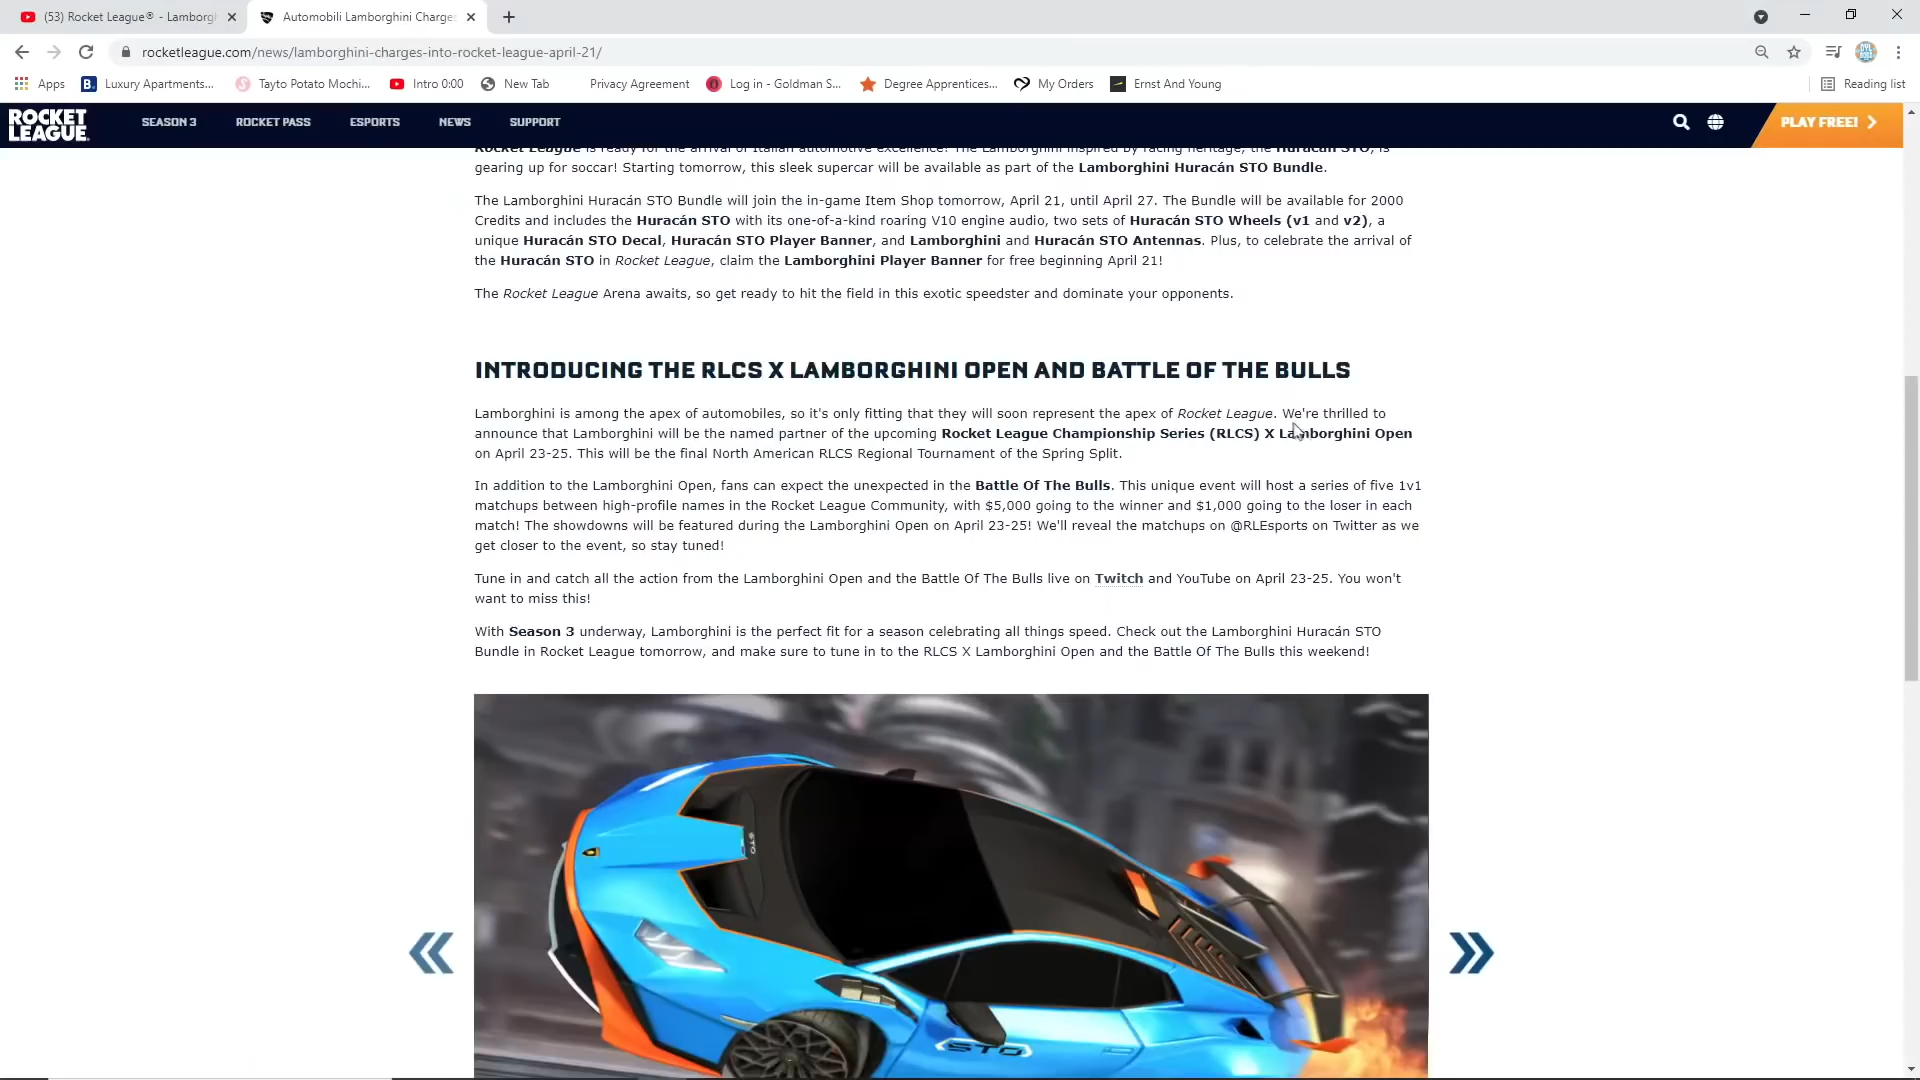 (53) Rocket League® - Lamborgh
Automobili Lamborghini Charges
rocketleague.com/news/lamborghini-charges-into-rocket-league-april-21/
Apps
Luxury Apartments...
Tayto Potato Mochi...
Intro 0:00
New Tab
Privacy Agreement
Log in - Goldman S...
Degree Apprentices...
My Orders
Ernst And Young
Reading list
ROCKET
LEAGUE
SEASON 3
ROCKET PASS
ESPORTS
NEWS
SUPPORT
PLAY FREE!
Rocket League is ready for the arrival of Italian automotive excellence! The Lamborghini inspired by racing heritage, the Huracán STO, is
gearing up for soccar! Starting tomorrow, this sleek supercar will be available as part of the Lamborghini Huracán STO Bundle.
The Lamborghini Huracán STO Bundle will join the in-game Item Shop tomorrow, April 21, until April 27. The Bundle will be available for 2000
Credits and includes the Huracán STO with its one-of-a-kind roaring V10 engine audio, two sets of Huracán STO Wheels (v1 and v2), a
unique Huracán STO Decal, Huracán STO Player Banner, and Lamborghini and Huracán STO Antennas. Plus, to celebrate the arrival of
the Huracán STO in Rocket League, claim the Lamborghini Player Banner for free beginning April 21!
The Rocket League Arena awaits, so get ready to hit the field in this exotic speedster and dominate your opponents.
INTRODUCING THE RLCS X LAMBORGHINI OPEN AND BATTLE OF THE BULLS
Lamborghini is among the apex of automobiles, so it's only fitting that they will soon represent the apex of Rocket League. We're thrilled to
announce that Lamborghini will be the named partner of the upcoming Rocket League Championship Series (RLCS) X Lamborghini Open
on April 23-25. This will be the final North American RLCS Regional Tournament of the Spring Split.
In addition to the Lamborghini Open, fans can expect the unexpected in the Battle Of The Bulls. This unique event will host a series of five 1v1
matchups between high-profile names in the Rocket League Community, with $5,000 going to the winner and $1,000 going to the loser in each
match! The showdowns will be featured during the Lamborghini Open on April 23-25! We'll reveal the matchups on @RLEsports on Twitter as we
get closer to the event, so stay tuned!
Tune in and catch all the action from the Lamborghini Open and the Battle Of The Bulls live on Twitch and YouTube on April 23-25. You won't
want to miss this!
With Season 3 underway, Lamborghini is the perfect fit for a season celebrating all things speed. Check out the Lamborghini Huracán STO
Bundle in Rocket League tomorrow, and make sure to tune in to the RLCS X Lamborghini Open and the Battle Of The Bulls this weekend!
STO
STO